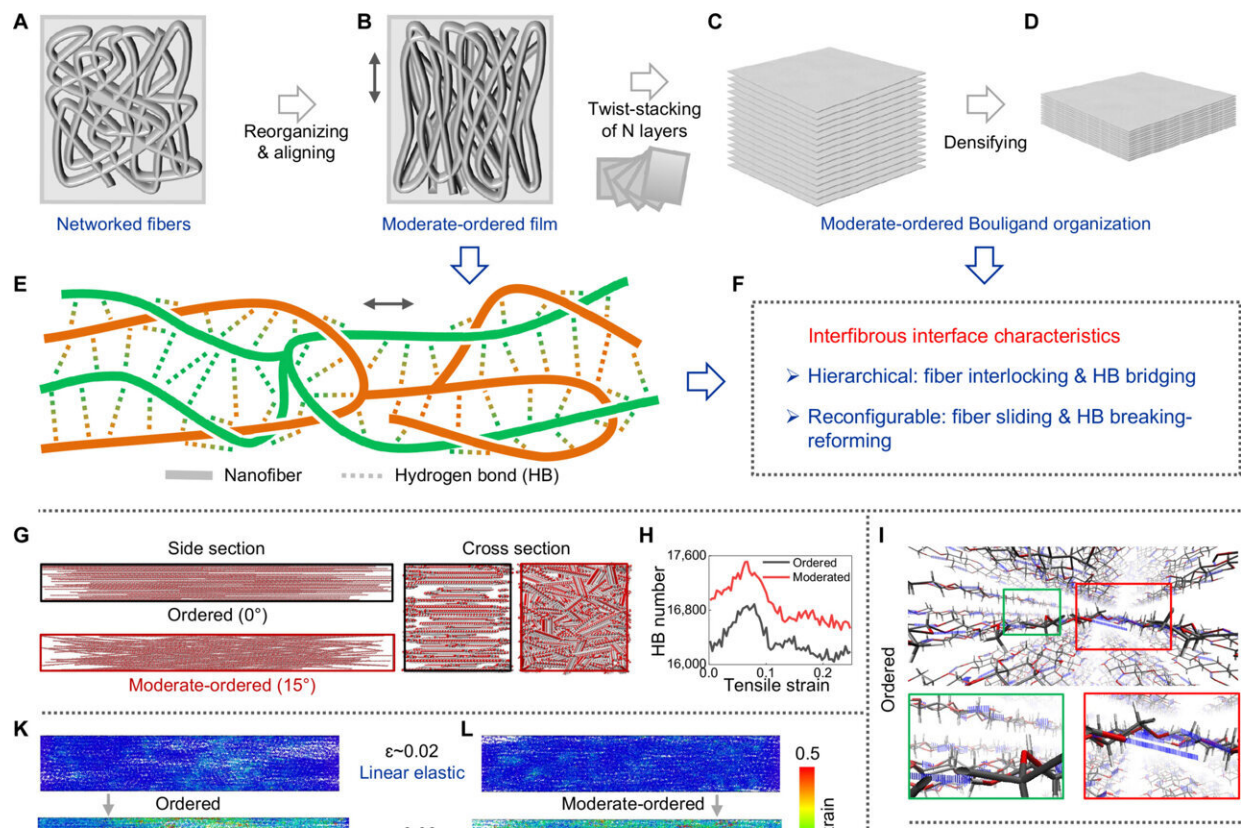 A
B
C
D
Reorganizing
& aligning
Twist-stacking
of N layers
Densifying
Networked fibers
Moderate-ordered film
Moderate-ordered Bouligand organization
E
Nanofiber
Hydrogen bond (HB)
F
Interfibrous interface characteristics
➢ Hierarchical: fiber interlocking & HB bridging
➢ Reconfigurable: fiber sliding & HB breaking-
reforming
G
Side section
Cross section
Ordered (0°)
Moderate-ordered (15°)
H
HB number
17,600
16,800
16,000
Ordered
Moderated
0.0
0.1
0.2
Tensile strain
I
Ordered
K
ε~0.02
Linear elastic
L
0.5
Ordered
Moderate-ordered